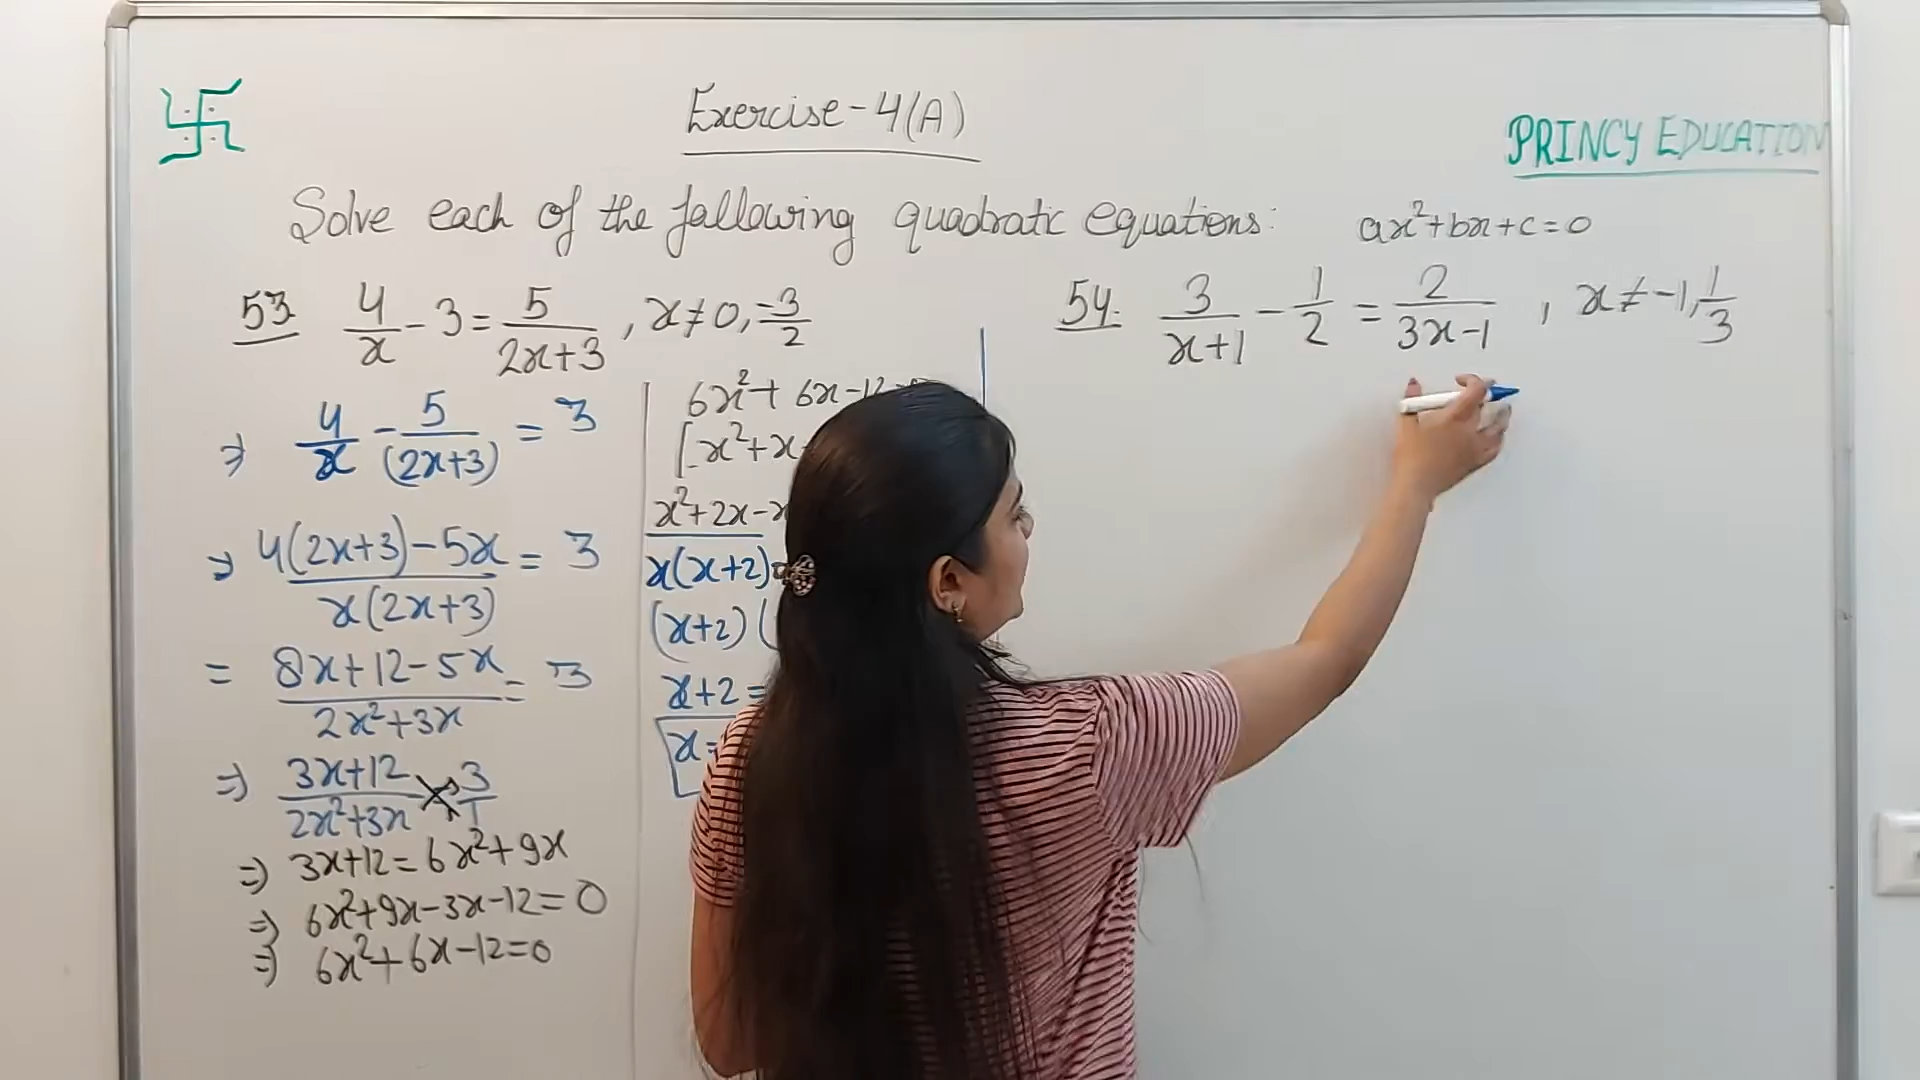 Exercise-4(A)
PRINCY EDUCATION
Solve each of the following quadratic equations: ax²+bx+c=0
53. 4/x - 3 = 5/(2x+3), x≠0, -3/2
⇒ 4/x - 5/(2x+3) = 3
⇒ (4(2x+3)-5x)/(x(2x+3)) = 3
= (8x+12-5x)/(2x²+3x) = 3
⇒ (3x+12)/(2x²+3x) = 3/1
⇒ 3x+12=6x²+9x
⇒ 6x²+9x-3x-12=0
⇒ 6x²+6x-12=0
6x²+6x-12
[x²+x-
x²+2x-x
x(x+2)
(x+2)(
x+2=
x=
54. 3/(x+1) - 1/2 = 2/(3x-1), x≠-1, 1/3